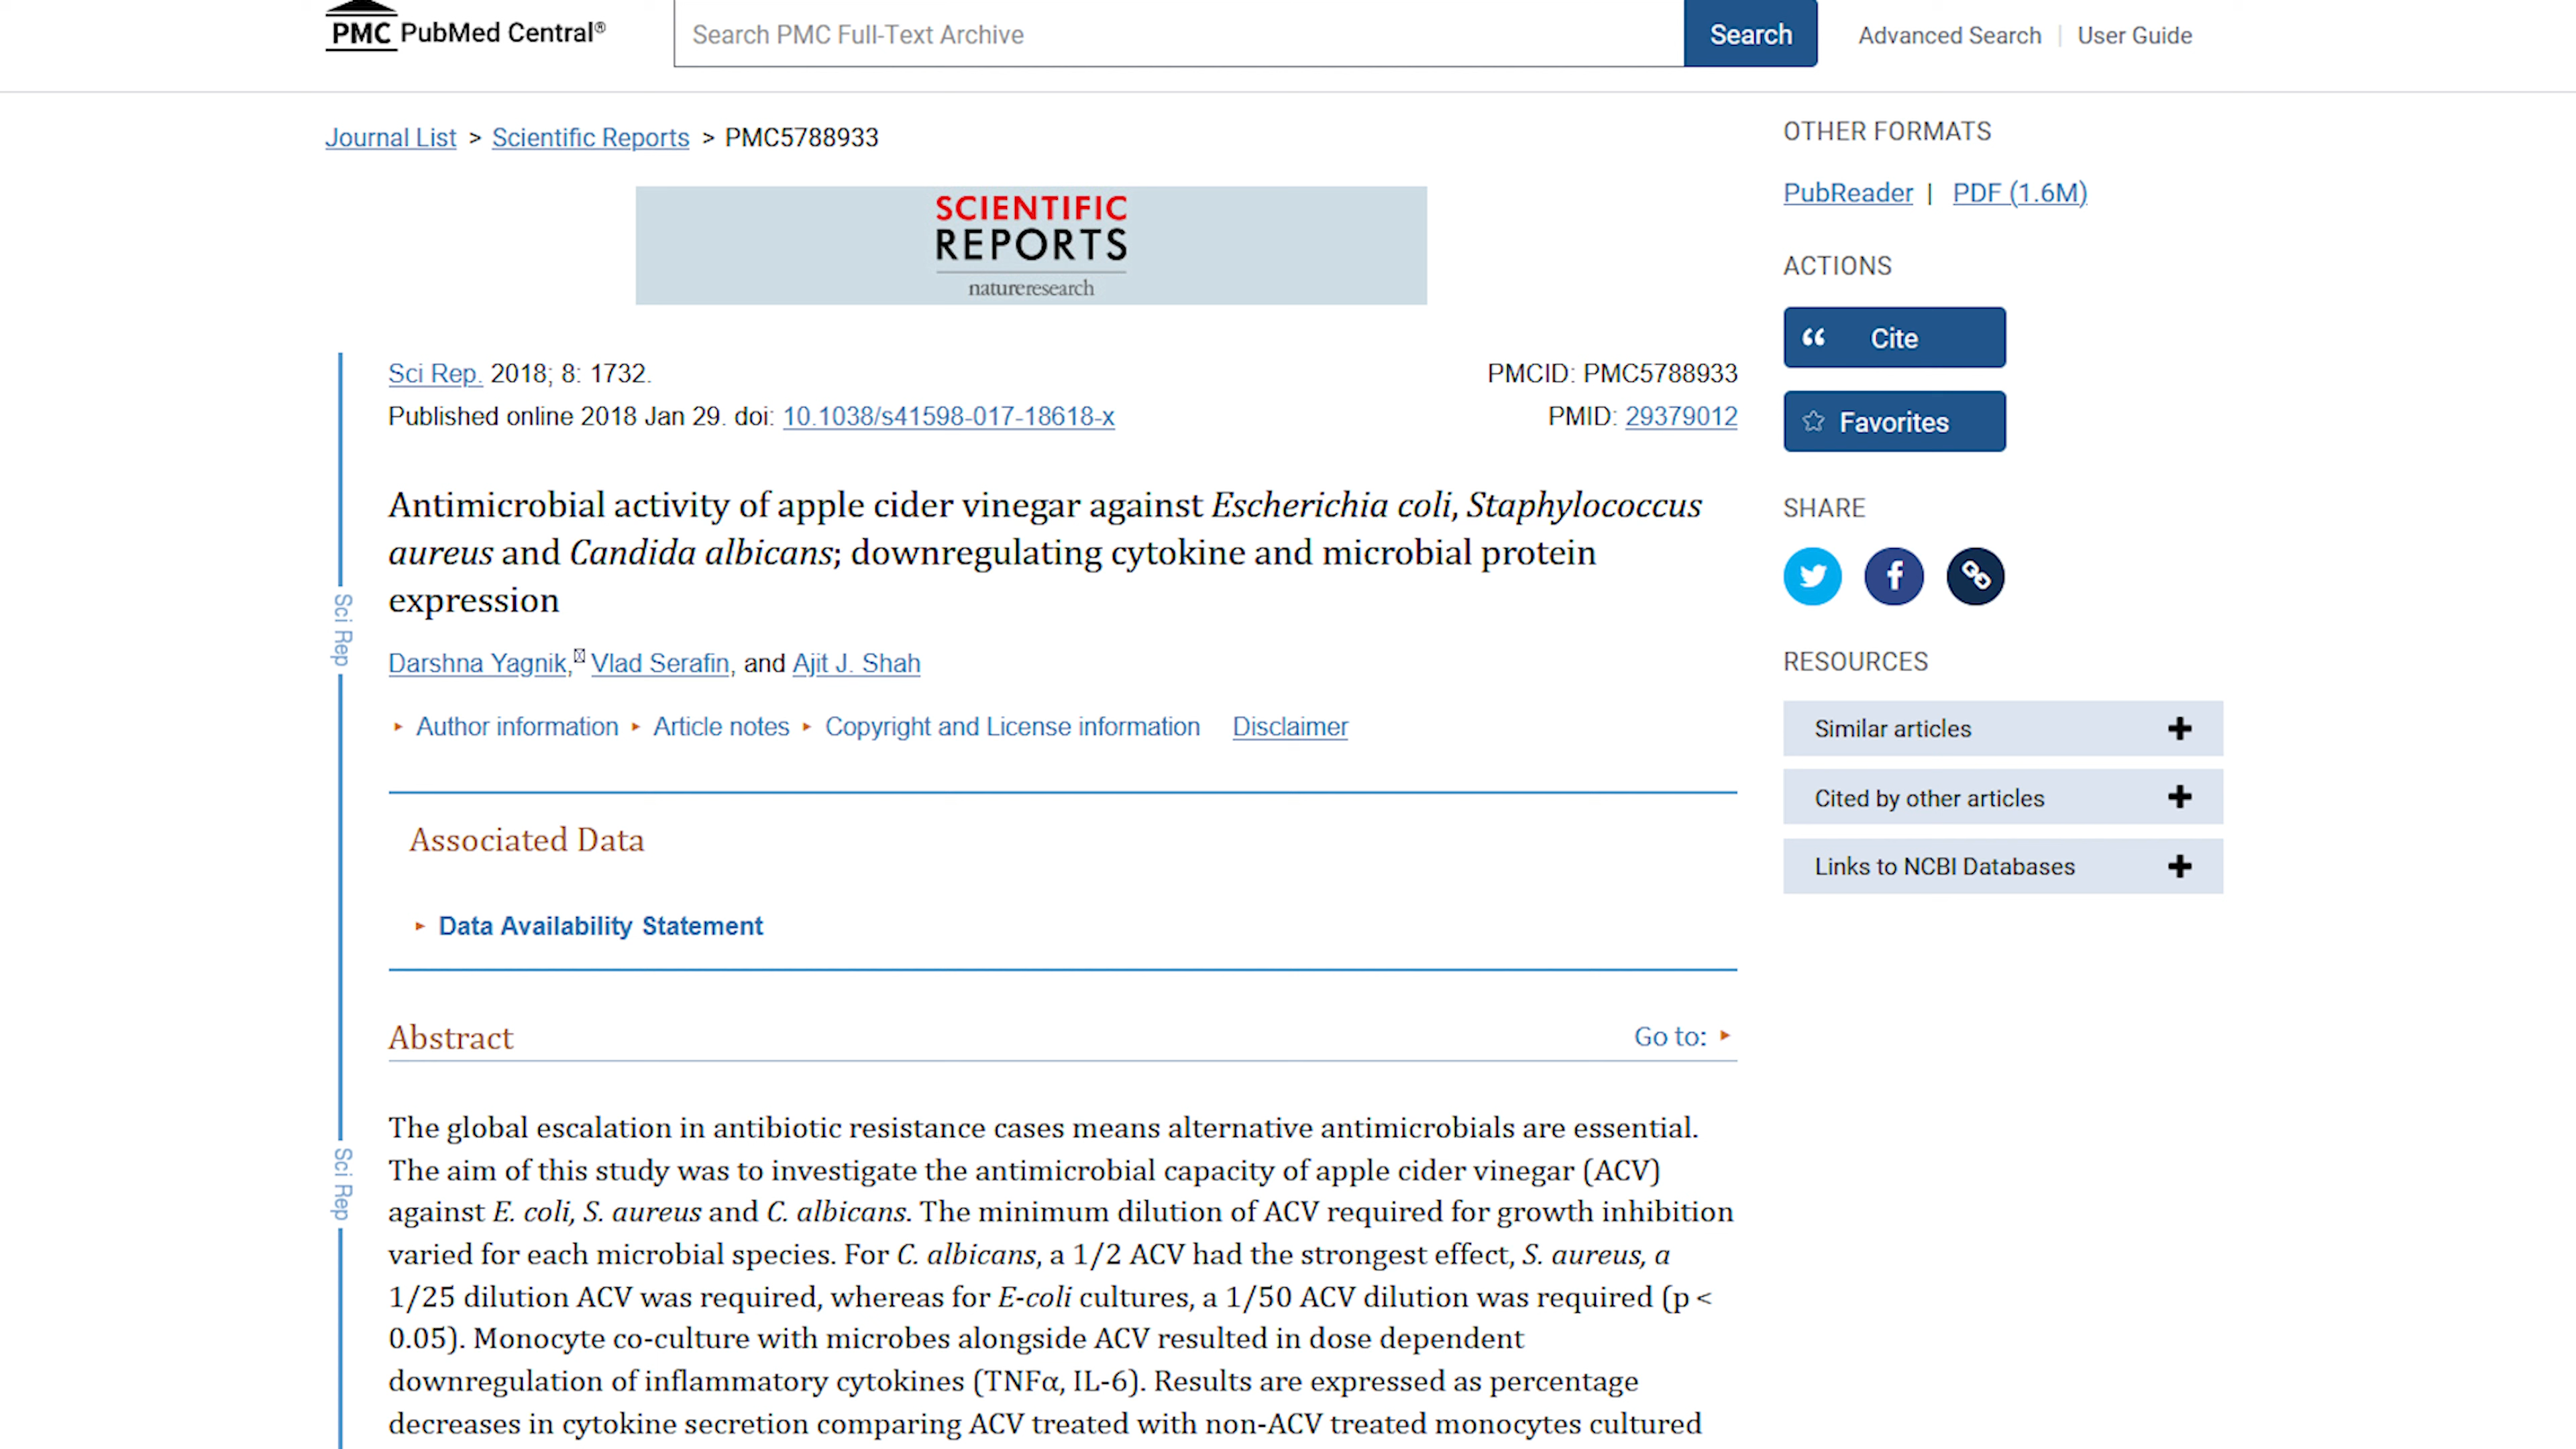 PMC PubMed Central®
Search PMC Full-Text Archive
Search
Advanced Search | User Guide
Journal List > Scientific Reports > PMC5788933
SCIENTIFIC
REPORTS
natureresearch
Sci Rep. 2018; 8: 1732.
PMCID: PMC5788933
Published online 2018 Jan 29. doi: 10.1038/s41598-017-18618-x
PMID: 29379012
Antimicrobial activity of apple cider vinegar against Escherichia coli, Staphylococcus
aureus and Candida albicans; downregulating cytokine and microbial protein
expression
Darshna Yagnik, Vlad Serafin, and Ajit J. Shah
Author information Article notes Copyright and License information Disclaimer
Associated Data
Data Availability Statement
Abstract
Go to:
The global escalation in antibiotic resistance cases means alternative antimicrobials are essential.
The aim of this study was to investigate the antimicrobial capacity of apple cider vinegar (ACV)
against E. coli, S. aureus and C. albicans. The minimum dilution of ACV required for growth inhibition
varied for each microbial species. For C. albicans, a 1/2 ACV had the strongest effect, S. aureus, a
1/25 dilution ACV was required, whereas for E-coli cultures, a 1/50 ACV dilution was required (p <
0.05). Monocyte co-culture with microbes alongside ACV resulted in dose dependent
downregulation of inflammatory cytokines (TNFα, IL-6). Results are expressed as percentage
decreases in cytokine secretion comparing ACV treated with non-ACV treated monocytes cultured
Sci Rep
Sci Rep
OTHER FORMATS
PubReader | PDF (1.6M)
ACTIONS
Cite
Favorites
SHARE
RESOURCES
Similar articles
Cited by other articles
Links to NCBI Databases